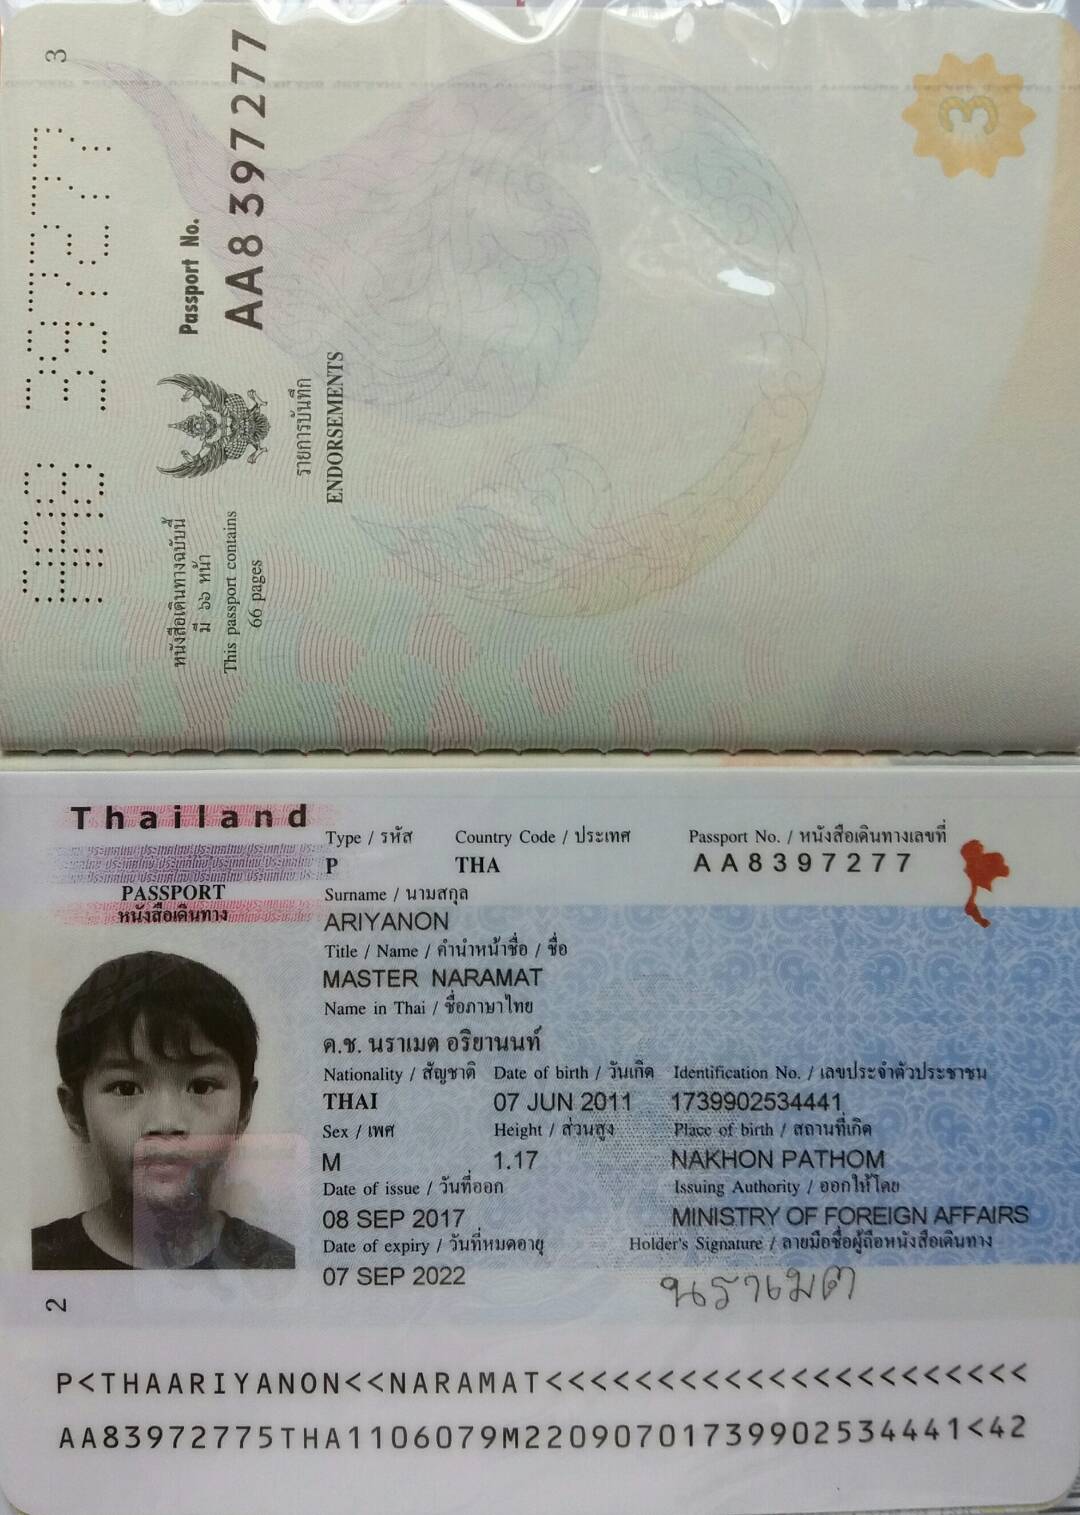 3
AA8397277
Passport No.
AA8397277
หนังสือเดินทางฉบับนี้
มี ๖๖ หน้า
This passport contains
66 pages
รายการบันทึก
ENDORSEMENTS
3
Thailand
PASSPORT
หนังสือเดินทาง
Type / รหัส Country Code / ประเทศ Passport No. / หนังสือเดินทางเลขที่
P THA AA8397277
Surname / นามสกุล
ARIYANON
Title / Name / คำนำหน้าชื่อ / ชื่อ
MASTER NARAMAT
Name in Thai / ชื่อภาษาไทย
ด.ช. นราเมต อริยานนท์
Nationality / สัญชาติ Date of birth / วันเกิด Identification No. / เลขประจำตัวประชาชน
THAI 07 JUN 2011 1739902534441
Sex / เพศ Height / ส่วนสูง Place of birth / สถานที่เกิด
M 1.17 NAKHON PATHOM
Date of issue / วันที่ออก Issuing Authority / ออกให้โดย
08 SEP 2017 MINISTRY OF FOREIGN AFFAIRS
Date of expiry / วันที่หมดอายุ Holder's Signature / ลายมือชื่อผู้ถือหนังสือเดินทาง
07 SEP 2022 นราเมต
2
P<THAARIYANON<<NARAMAT<<<<<<<<<<<<<<<<<<<<<<
AA83972775THA1106079M22090701739902534441<42